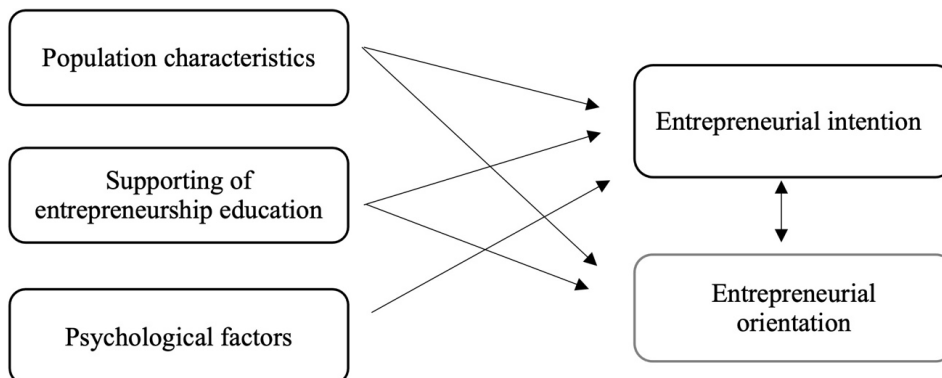 Population characteristics
Supporting of
entrepreneurship education
Psychological factors
Entrepreneurial intention
Entrepreneurial
orientation